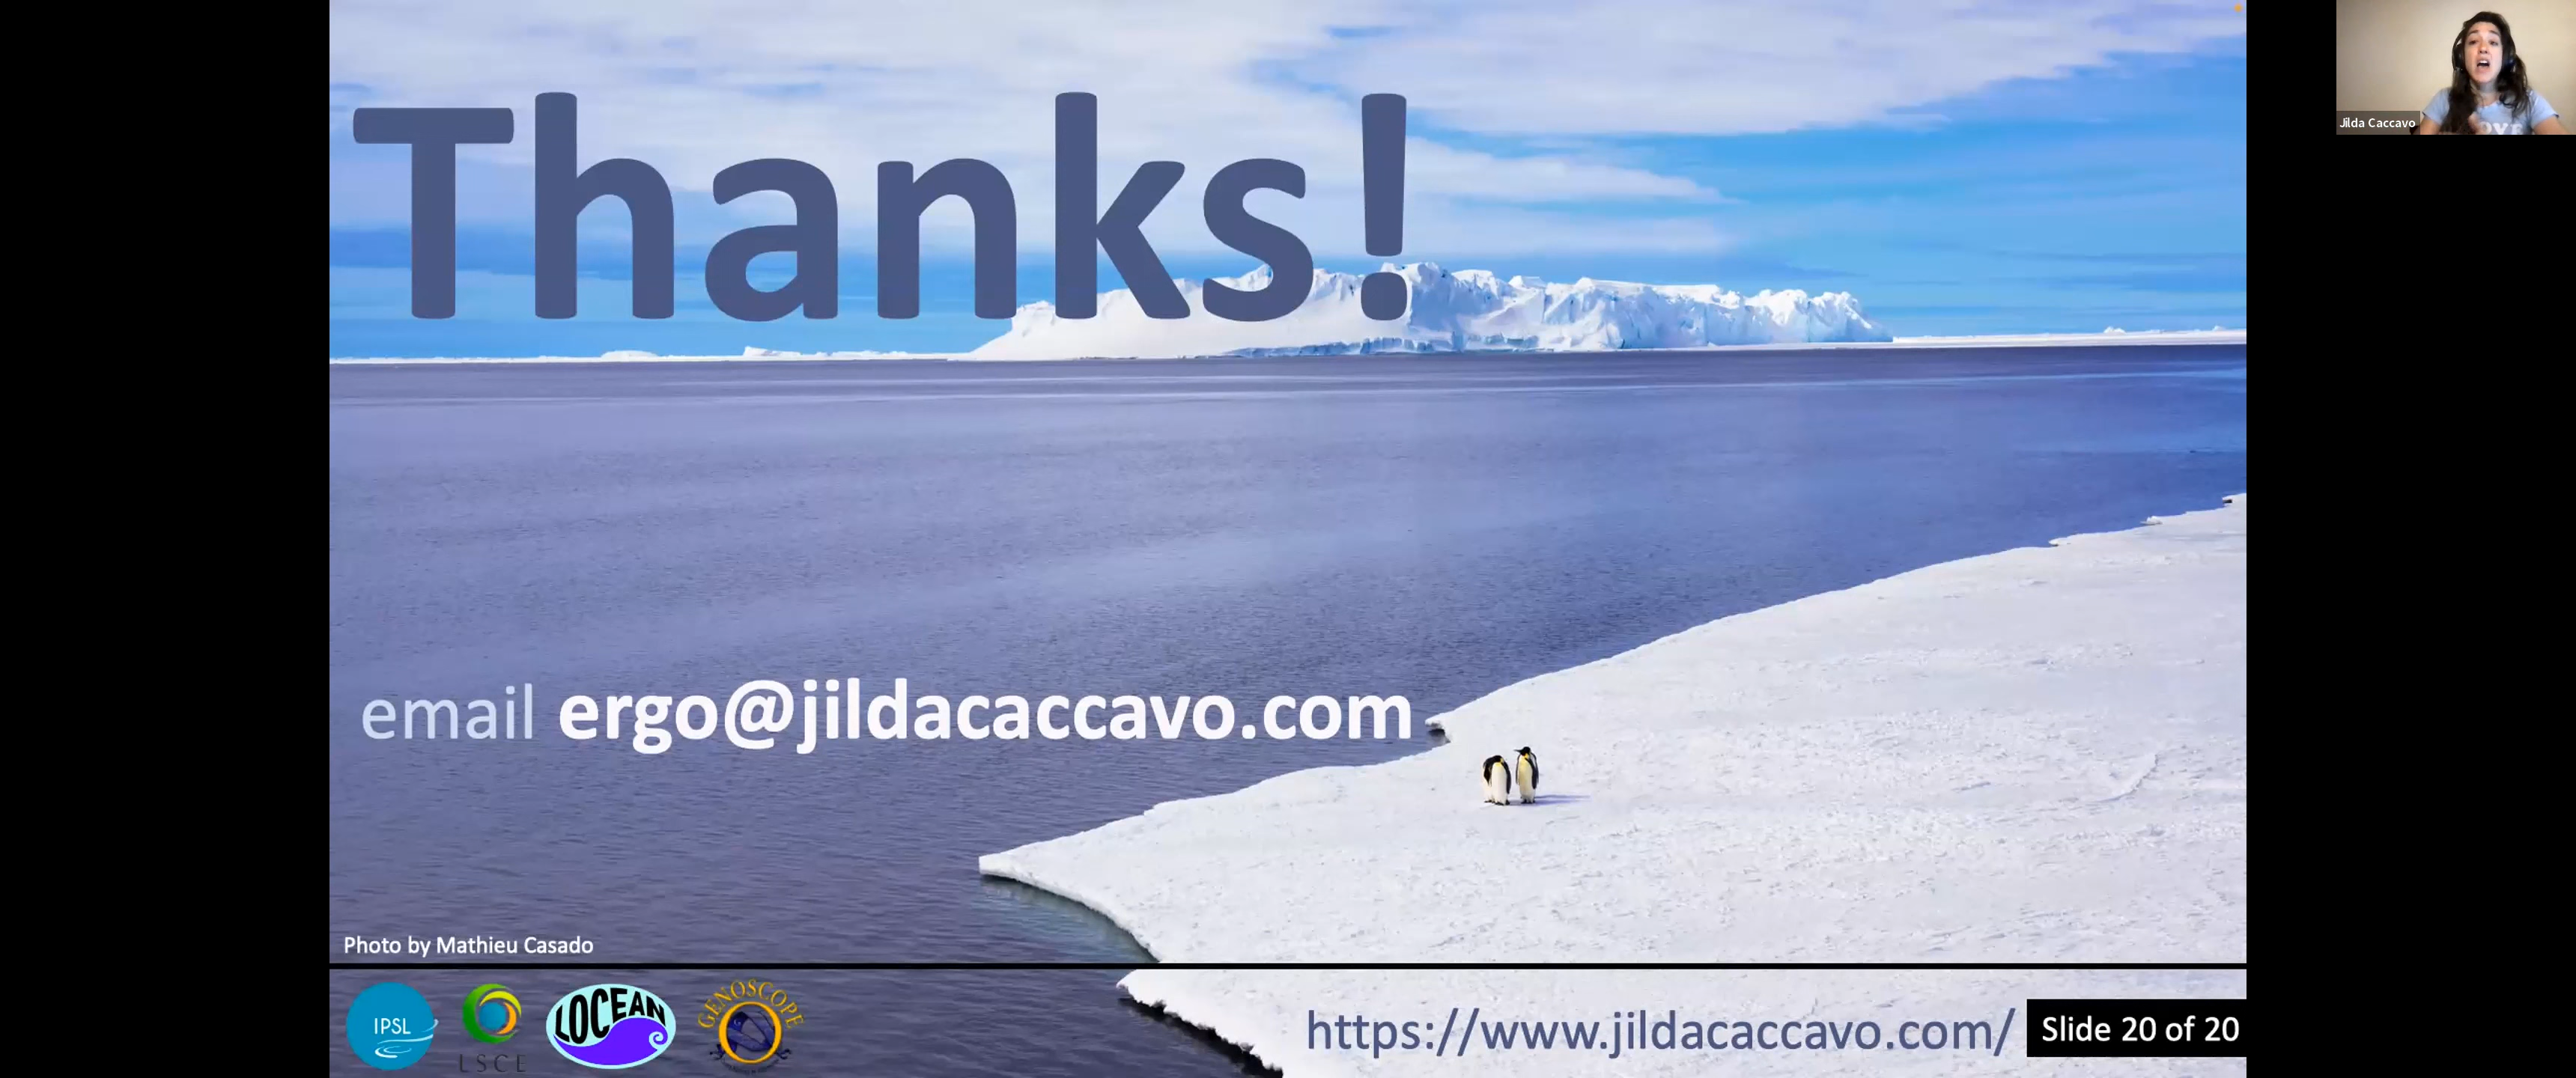 Thanks!
Jilda Caccavo
email ergo@jildacaccavo.com
Photo by Mathieu Casado
IPSL
LSCE
LOCEAN
GENOSCOPE
https://www.jildacaccavo.com/
Slide 20 of 20